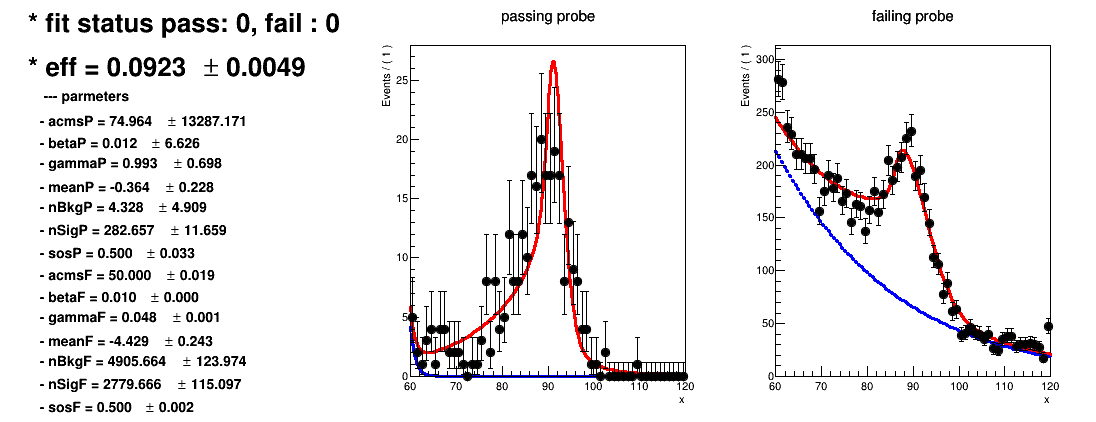 * fit status pass: 0, fail : 0
* eff = 0.0923 ± 0.0049
--- parmeters
- acmsP = 74.964 ± 13287.171
- betaP = 0.012 ± 6.626
- gammaP = 0.993 ± 0.698
- meanP = -0.364 ± 0.228
- nBkgP = 4.328 ± 4.909
- nSigP = 282.657 ± 11.659
- sosP = 0.500 ± 0.033
- acmsF = 50.000 ± 0.019
- betaF = 0.010 ± 0.000
- gammaF = 0.048 ± 0.001
- meanF = -4.429 ± 0.243
- nBkgF = 4905.664 ± 123.974
- nSigF = 2779.666 ± 115.097
- sosF = 0.500 ± 0.002
passing probe
Events / ( 1 )
25
20
15
10
5
0
60 70 80 90 100 110 120
x
failing probe
Events / ( 1 )
300
250
200
150
100
50
0
60 70 80 90 100 110 120
x